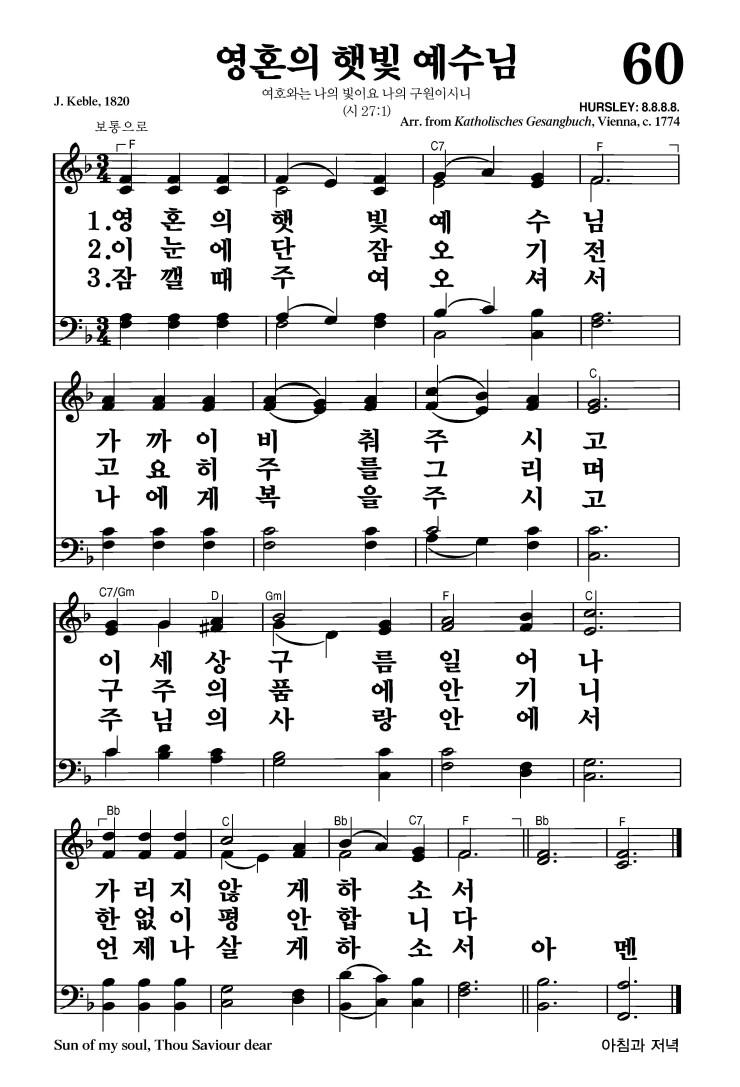 영혼의 햇빛 예수님
60
여호와는 나의 빛이요 나의 구원이시니
(시 27:1)
J. Keble, 1820
HURSLEY: 8.8.8.8.
Arr. from Katholisches Gesangbuch, Vienna, c. 1774
보통으로
F C7 F
1.영 혼 의 햇 빛 예 수 님
2.이 눈 에 단 잠 오 기 전
3.잠 깰 때 주 여 오 셔 서
C
가 까 이 비 춰 주 시 고
고 요 히 주 를 그 리 며
나 에 게 복 을 주 시 고
C7/Gm D Gm F C
이 세 상 구 름 일 어 나
구 주 의 품 에 안 기 니
주 님 의 사 랑 안 에 서
Bb C Bb C7 F Bb F
가 리 지 않 게 하 소 서
한 없 이 평 안 합 니 다
언 제 나 살 게 하 소 서 아 멘
Sun of my soul, Thou Saviour dear
아침과 저녁